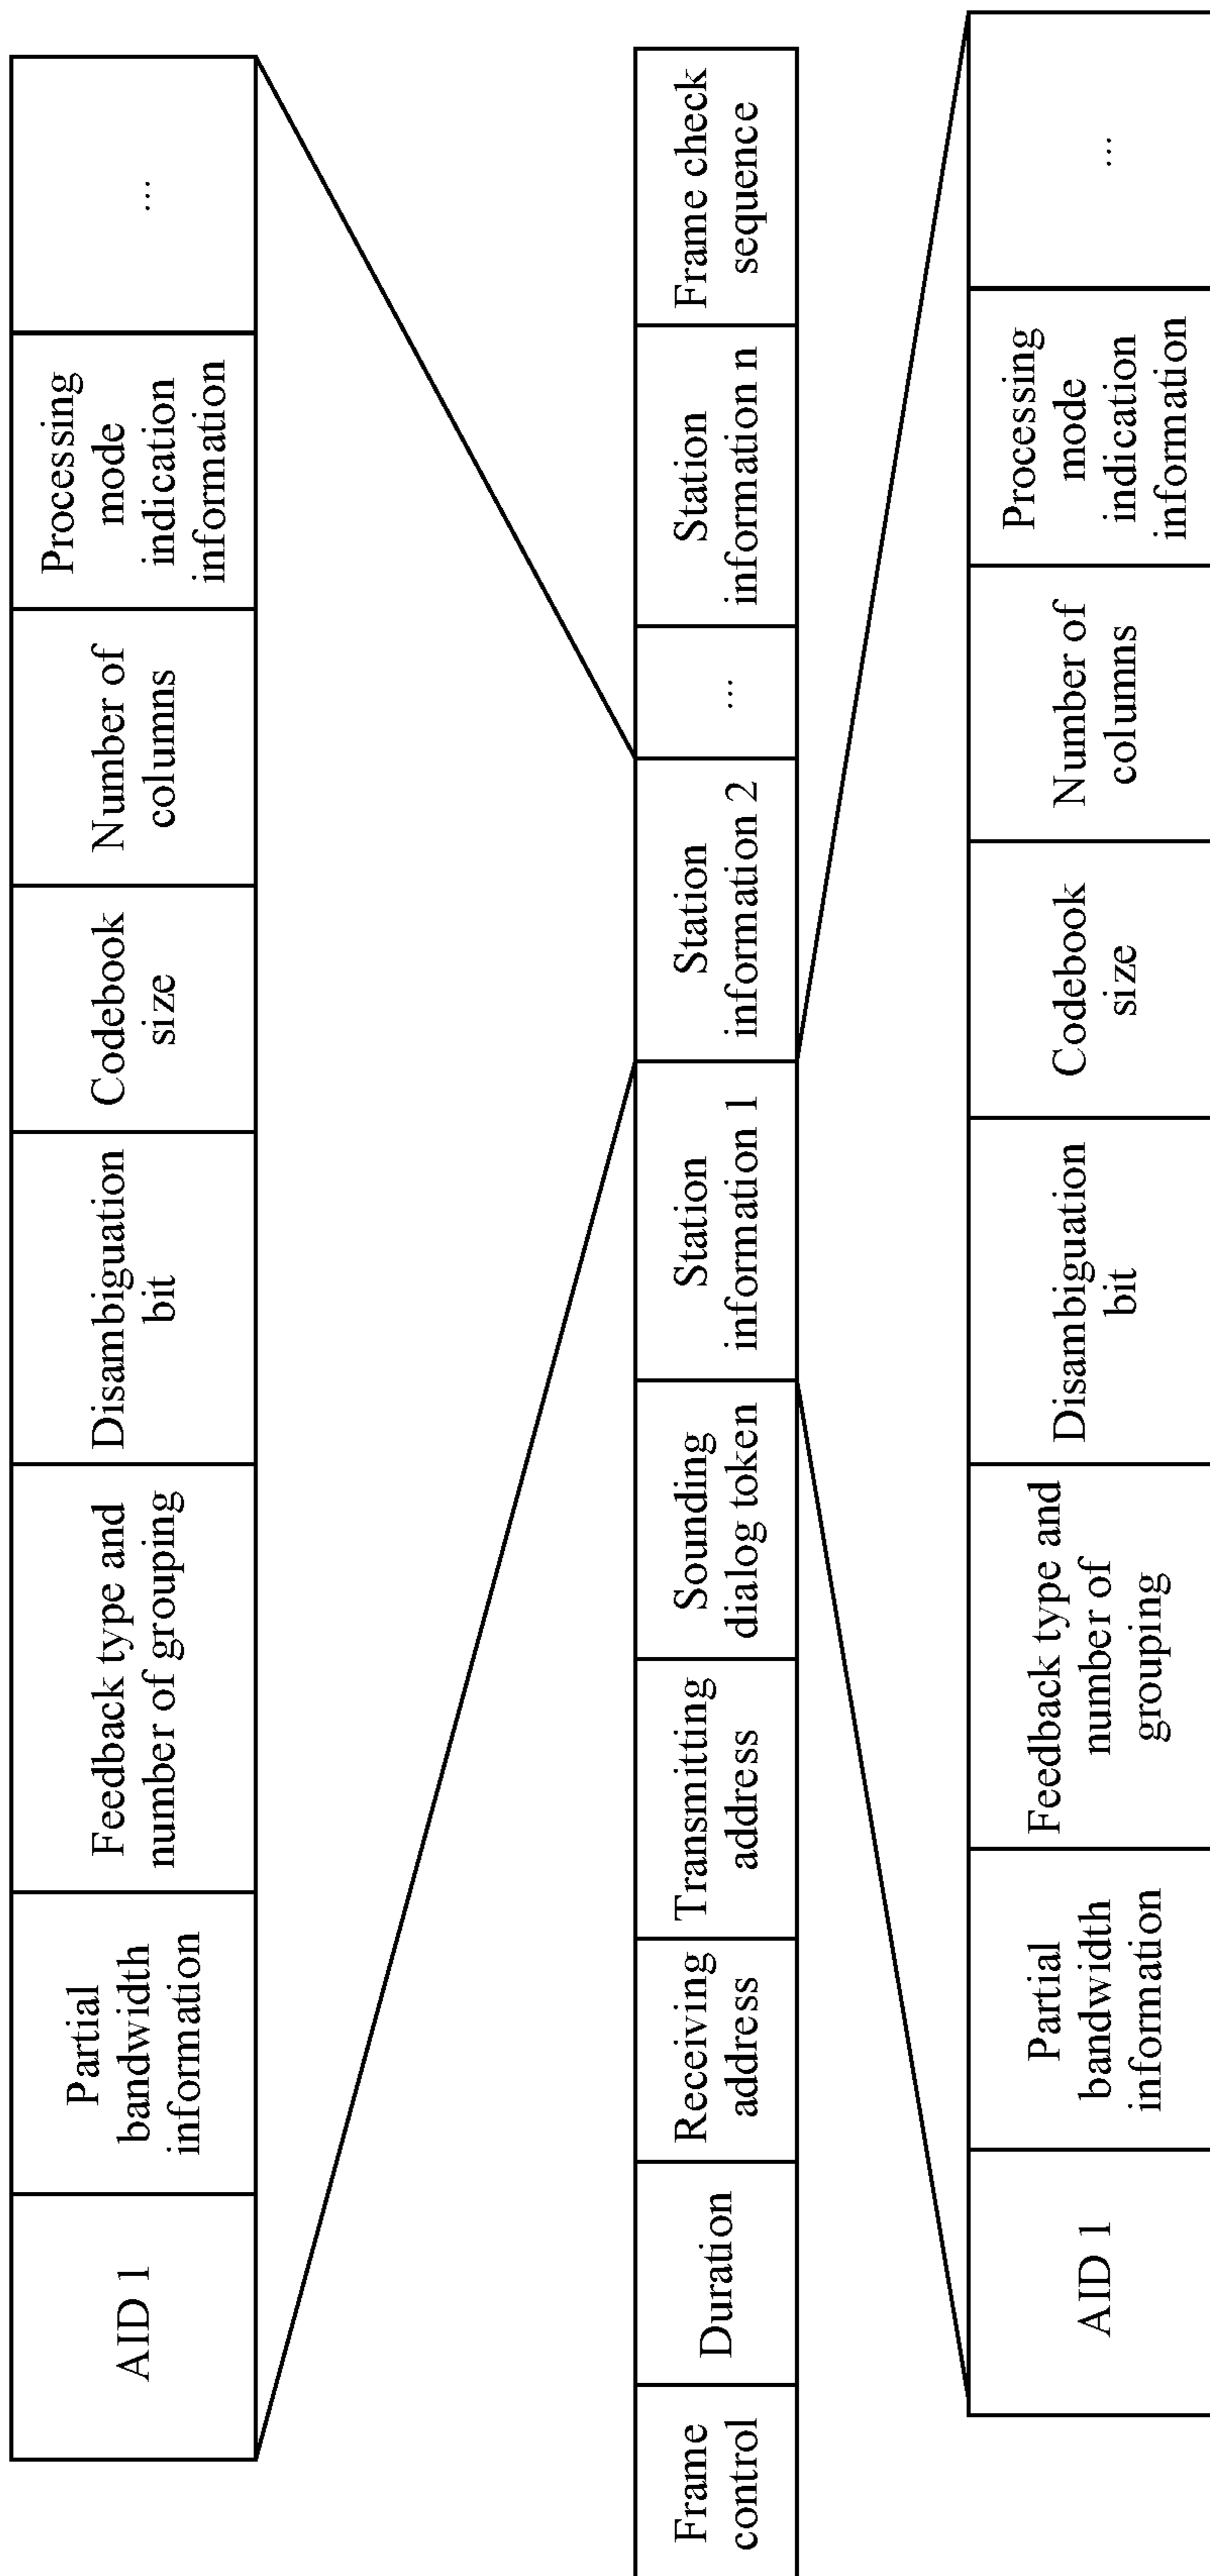 AID 1
Partial
bandwidth
information
Feedback type and
number of grouping
Disambiguation
bit
Codebook
size
Number of
columns
Processing
mode
indication
information
...
Frame
control
Duration
Receiving
address
Transmitting
address
Sounding
dialog token
Station
information 1
Station
information 2
...
Station
information n
Frame check
sequence
AID 1
Partial
bandwidth
information
Feedback type and
number of
grouping
Disambiguation
bit
Codebook
size
Number of
columns
Processing
mode
indication
information
...